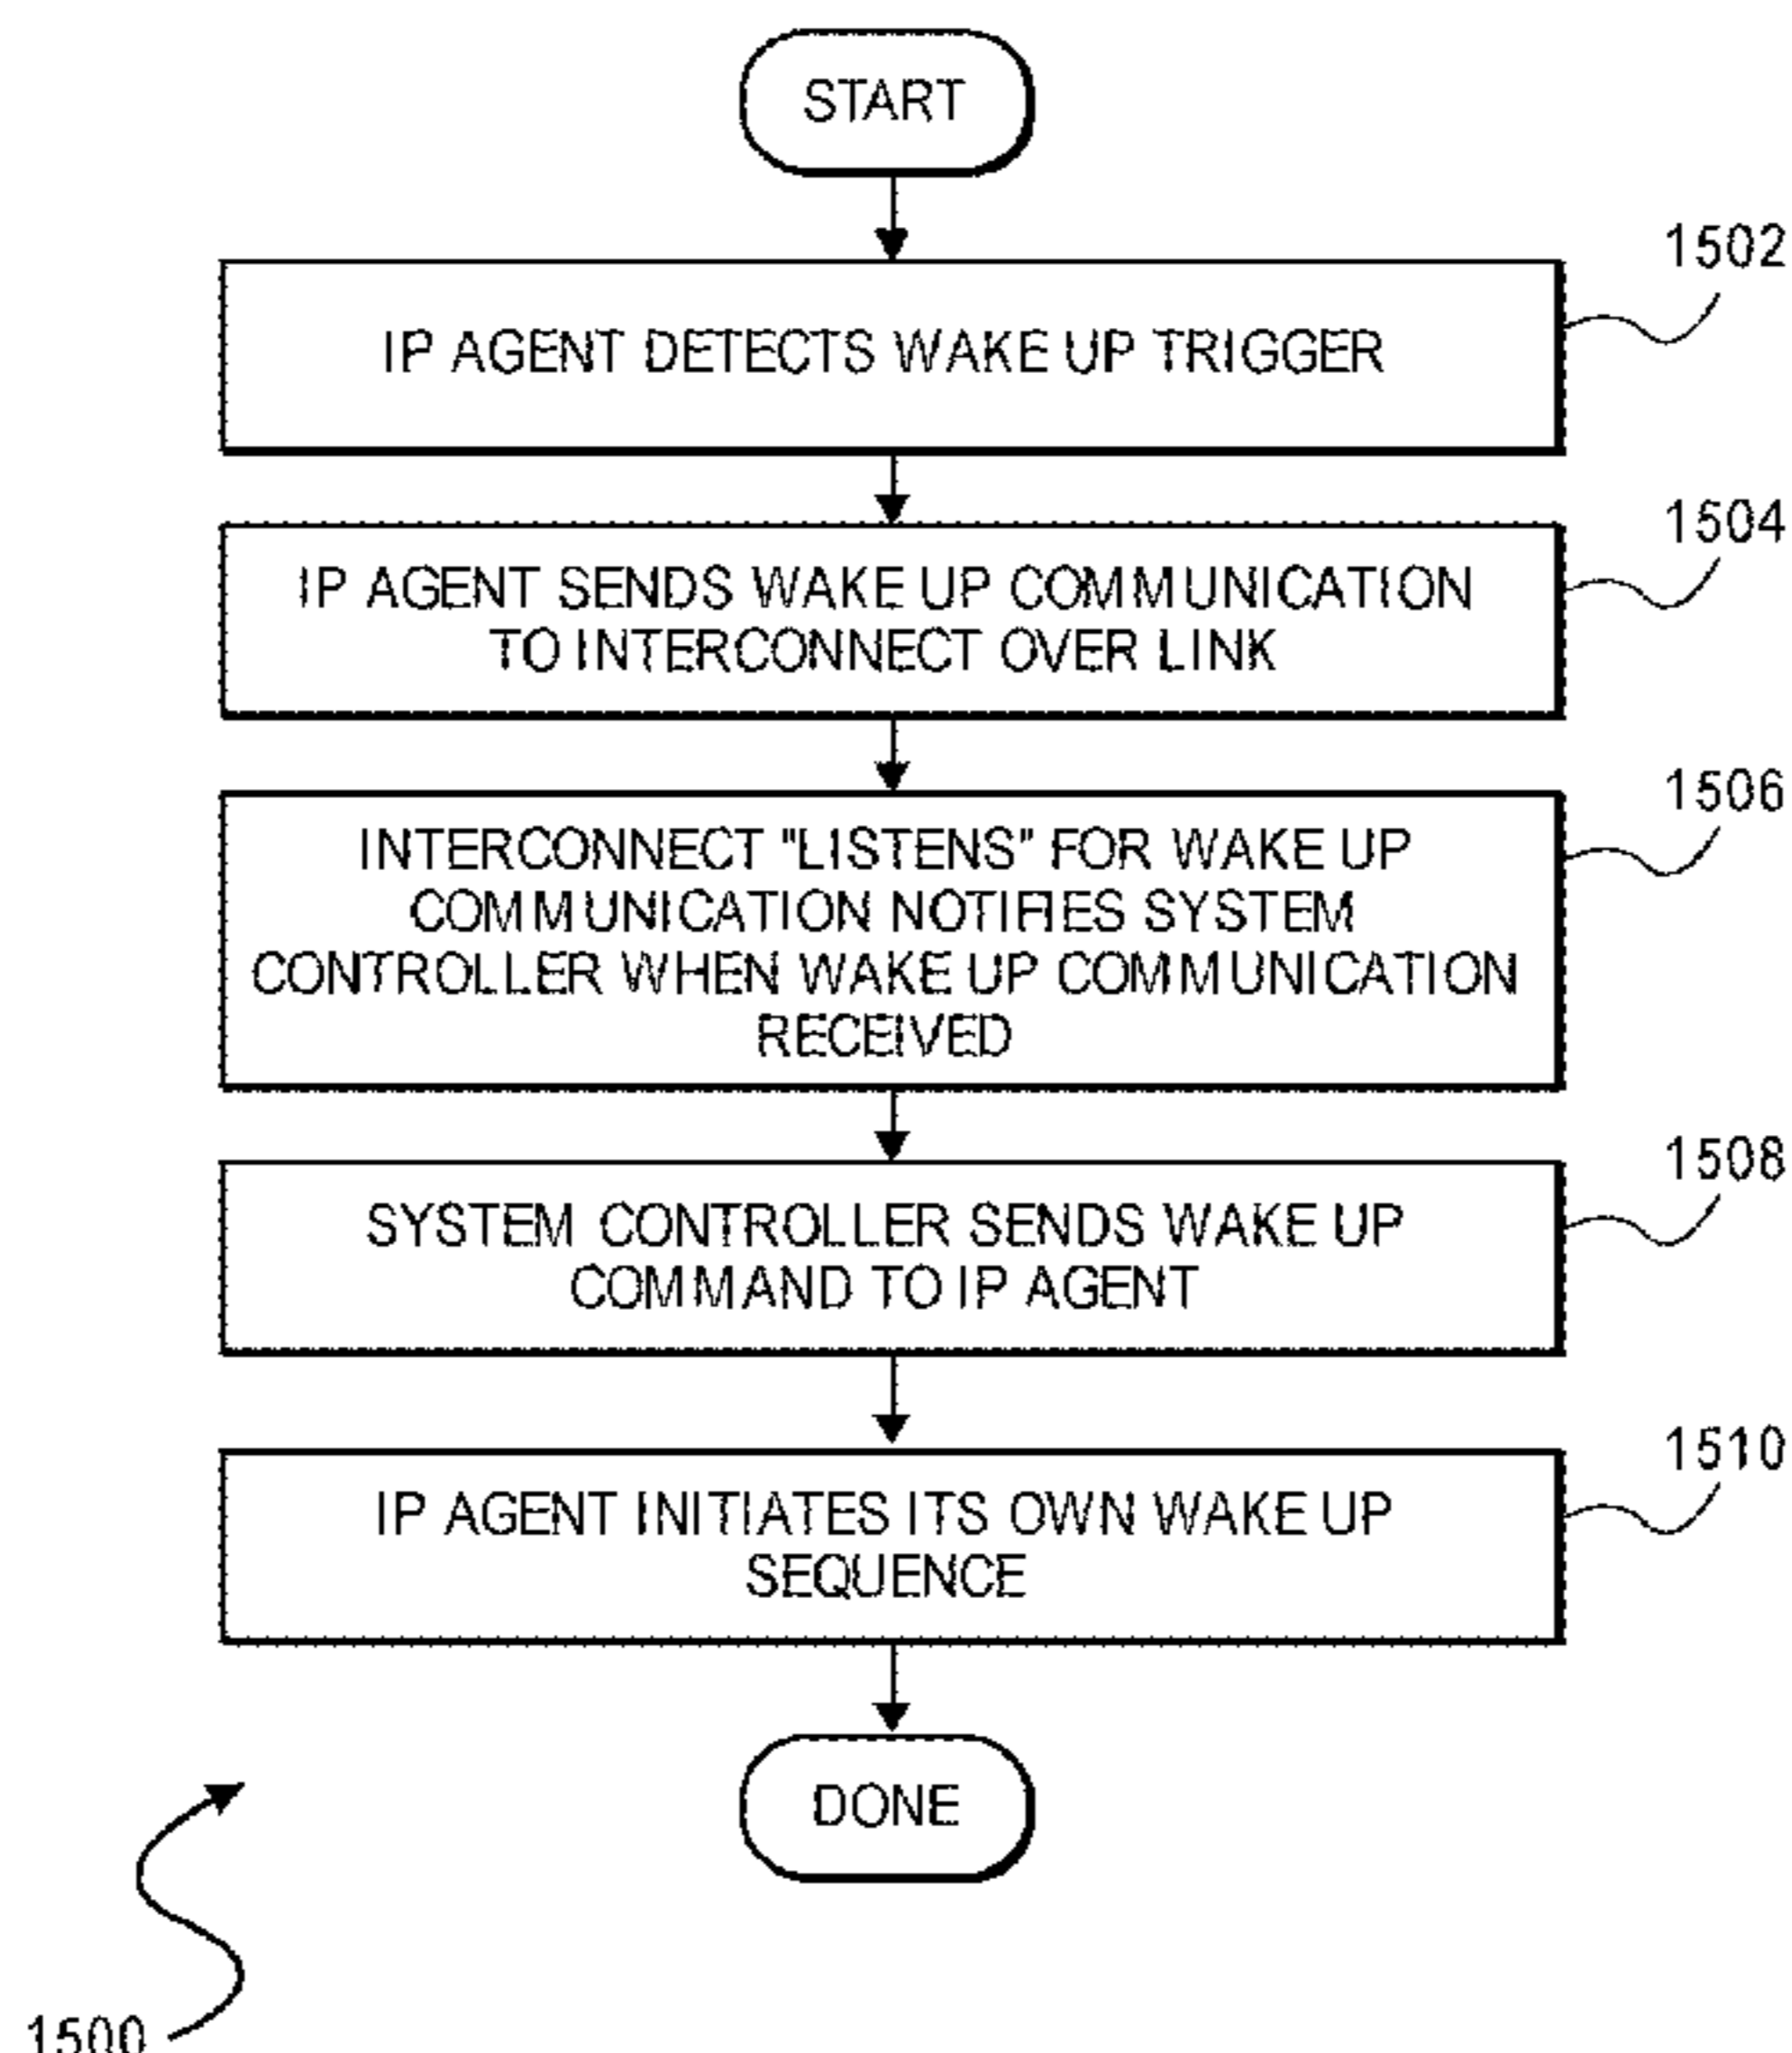 START
1502
IP AGENT DETECTS WAKE UP TRIGGER
1504
IP AGENT SENDS WAKE UP COMMUNICATION
TO INTERCONNECT OVER LINK
1506
INTERCONNECT "LISTENS" FOR WAKE UP
COMMUNICATION NOTIFIES SYSTEM
CONTROLLER WHEN WAKE UP COMMUNICATION
RECEIVED
1508
SYSTEM CONTROLLER SENDS WAKE UP
COMMAND TO IP AGENT
1510
IP AGENT INITIATES ITS OWN WAKE UP
SEQUENCE
DONE
1500